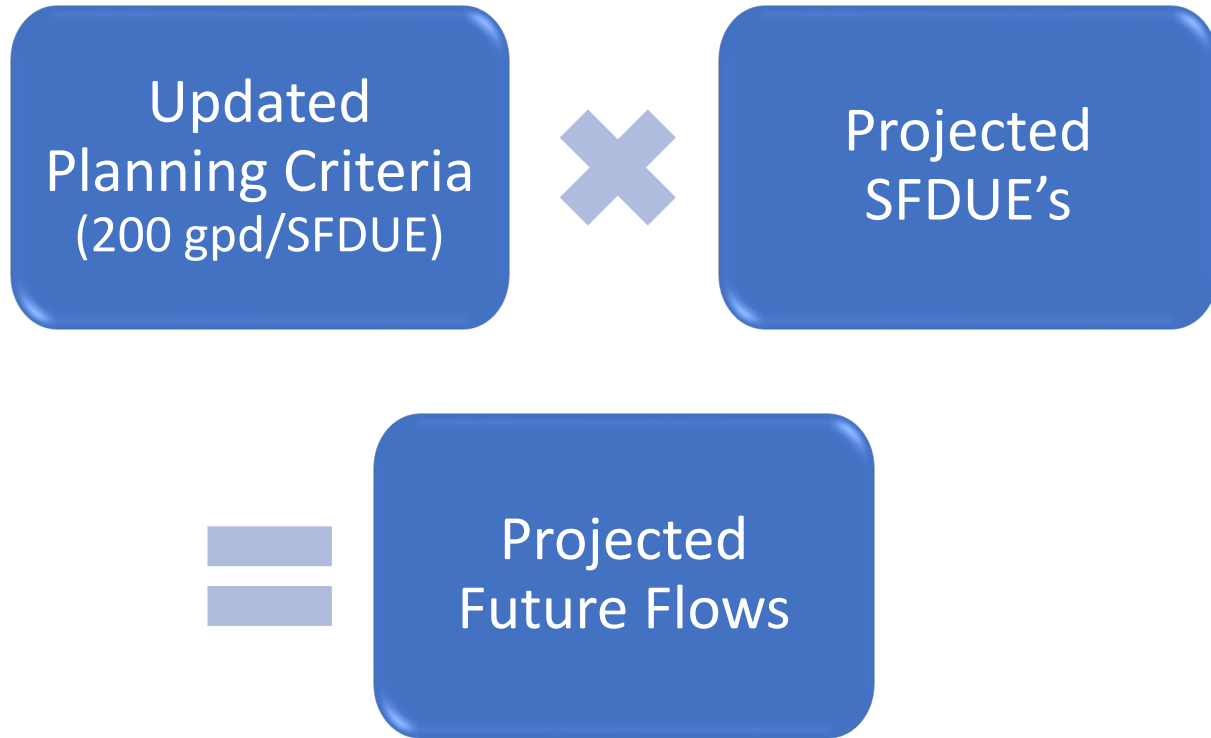 Updated
Planning Criteria
(200 gpd/SFDUE)
Projected
SFDUE’s
Projected
Future Flows